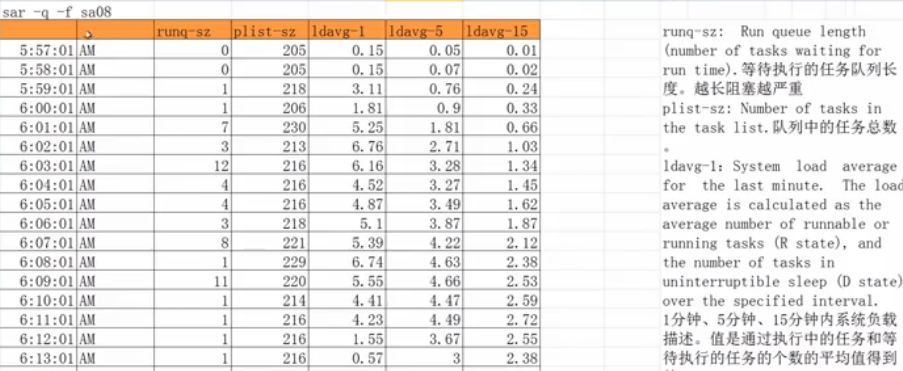 sar -q -f sa08
runq-sz plist-sz ldavg-1 ldavg-5 ldavg-15
5:57:01 AM 0 205 0.15 0.05 0.01
5:58:01 AM 0 205 0.15 0.07 0.02
5:59:01 AM 1 218 3.11 0.76 0.24
6:00:01 AM 1 206 1.81 0.9 0.33
6:01:01 AM 7 230 5.25 1.81 0.66
6:02:01 AM 3 213 6.76 2.71 1.03
6:03:01 AM 12 216 6.16 3.28 1.34
6:04:01 AM 4 216 4.52 3.27 1.45
6:05:01 AM 4 216 4.87 3.49 1.62
6:06:01 AM 3 218 5.1 3.87 1.87
6:07:01 AM 8 221 5.39 4.22 2.12
6:08:01 AM 1 229 6.74 4.63 2.38
6:09:01 AM 11 220 5.55 4.66 2.53
6:10:01 AM 1 214 4.41 4.47 2.59
6:11:01 AM 1 216 4.23 4.49 2.72
6:12:01 AM 1 216 1.55 3.67 2.55
6:13:01 AM 1 216 0.57 3 2.38
runq-sz: Run queue length
(number of tasks waiting for
run time).等待执行的任务队列长
度。越长阻塞越严重
plist-sz: Number of tasks in
the task list.队列中的任务总数
。
ldavg-1: System load average
for the last minute. The load
average is calculated as the
average number of runnable or
running tasks (R state), and
the number of tasks in
uninterruptible sleep (D state)
over the specified interval.
1分钟、5分钟、15分钟内系统负载
描述。值是通过执行中的任务和等
待执行的任务的个数的平均值得到